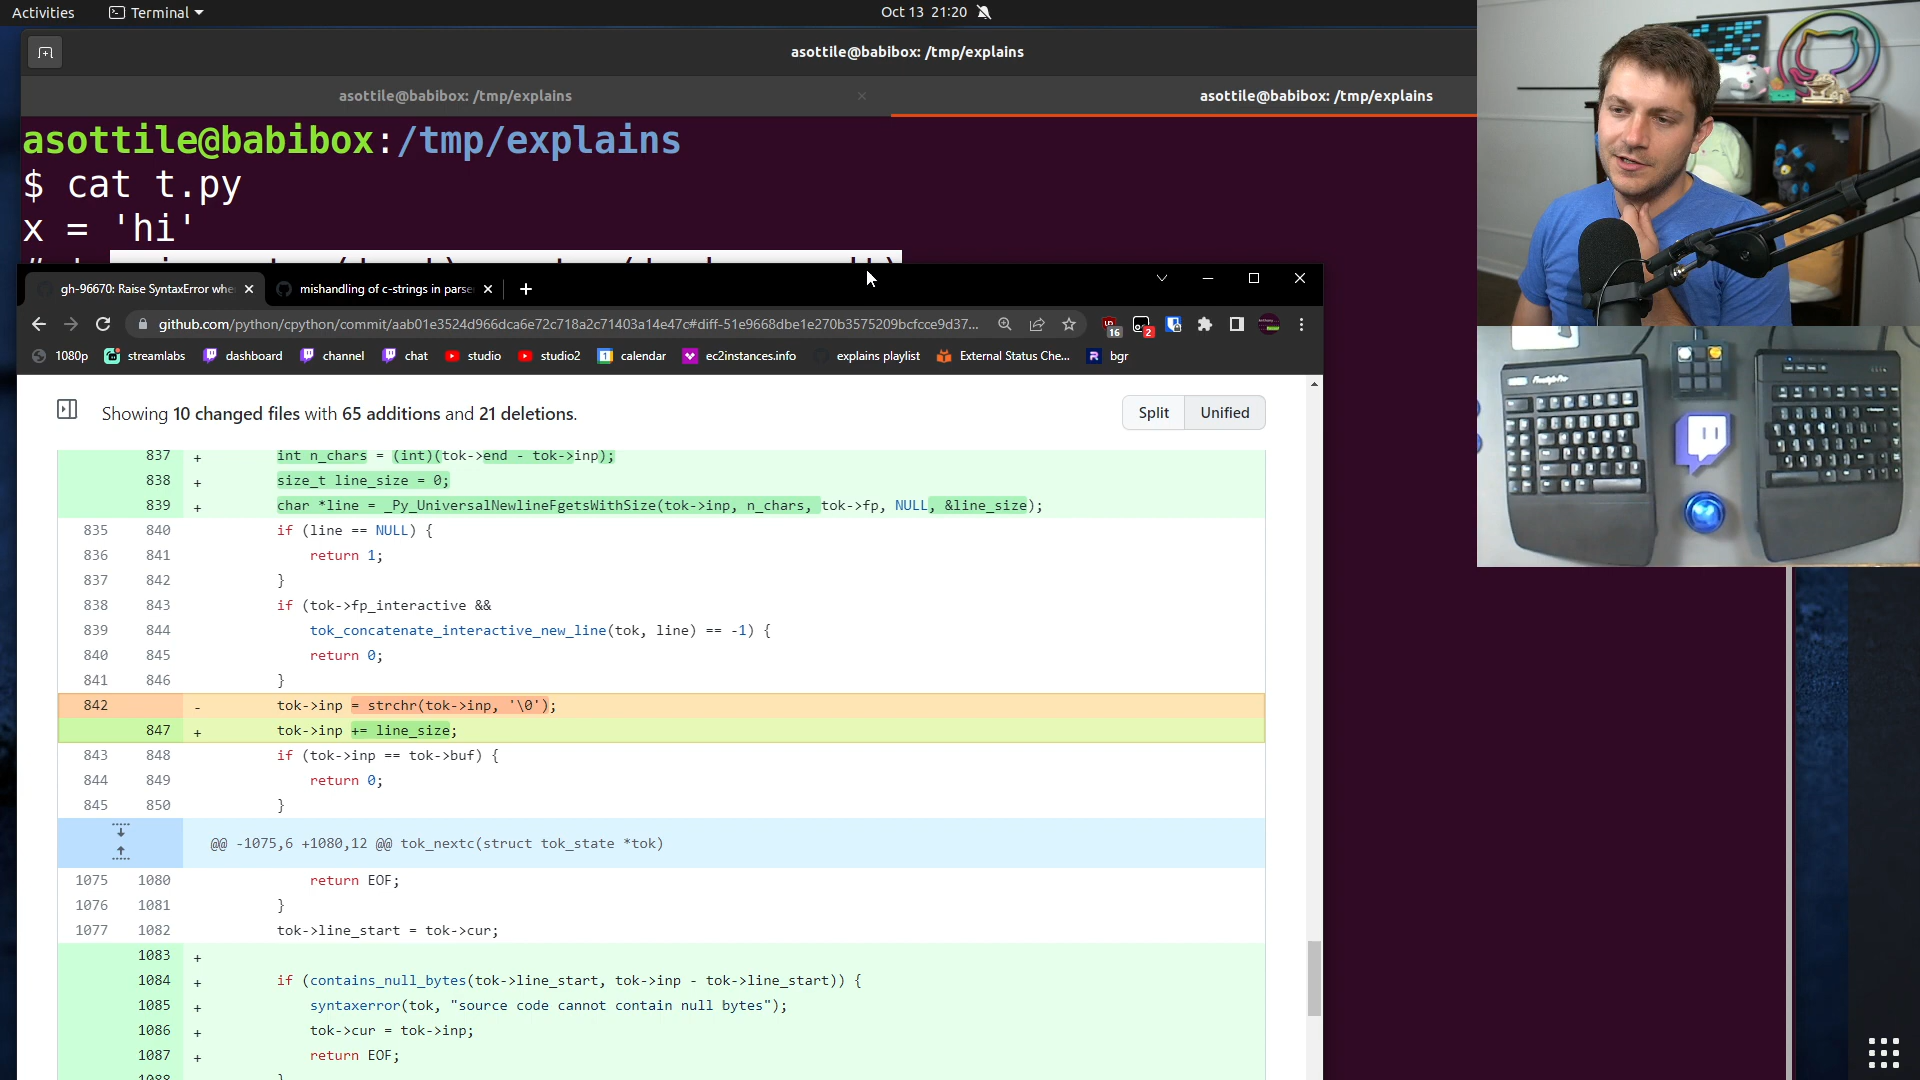 Activities
Terminal
Oct 13 21:20
asottile@babibox: /tmp/explains
asottile@babibox: /tmp/explains ×
asottile@babibox: /tmp/explains
asottile@babibox:/tmp/explains
$ cat t.py
x = 'hi'
gh-96670: Raise SyntaxError whe
mishandling of c-strings in parse
github.com/python/cpython/commit/aab01e3524d966dca6e72c718a2c71403a14e47c#diff-51e9668dbe1e270b3575209bcfcce9d37...
16
2
1080p
streamlabs
dashboard
channel
chat
studio
studio2
calendar
ec2instances.info
explains playlist
External Status Che...
bgr
Showing 10 changed files with 65 additions and 21 deletions.
Split
Unified
837 + int n_chars = (int)(tok->end - tok->inp);
838 + size_t line_size = 0;
839 + char *line = _Py_UniversalNewlineFgetsWithSize(tok->inp, n_chars, tok->fp, NULL, &line_size);
835 840 if (line == NULL) {
836 841 return 1;
837 842 }
838 843 if (tok->fp_interactive &&
839 844 tok_concatenate_interactive_new_line(tok, line) == -1) {
840 845 return 0;
841 846 }
842 - tok->inp = strchr(tok->inp, '\0');
847 + tok->inp += line_size;
843 848 if (tok->inp == tok->buf) {
844 849 return 0;
845 850 }
@@ -1075,6 +1080,12 @@ tok_nextc(struct tok_state *tok)
1075 1080 return EOF;
1076 1081 }
1077 1082 tok->line_start = tok->cur;
1083 +
1084 + if (contains_null_bytes(tok->line_start, tok->inp - tok->line_start)) {
1085 + syntaxerror(tok, "source code cannot contain null bytes");
1086 + tok->cur = tok->inp;
1087 + return EOF;
1088 }